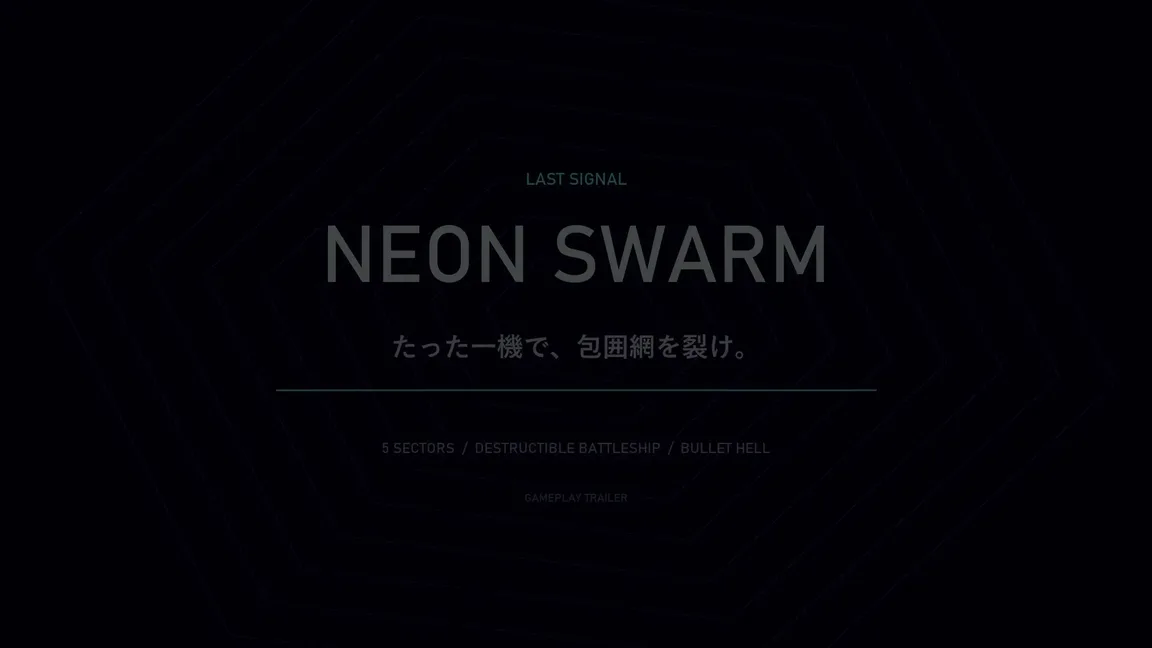 LAST SIGNAL
NEON SWARM
たった一機で、包囲網を裂け。
5 SECTORS / DESTRUCTIBLE BATTLESHIP / BULLET HELL
GAMEPLAY TRAILER